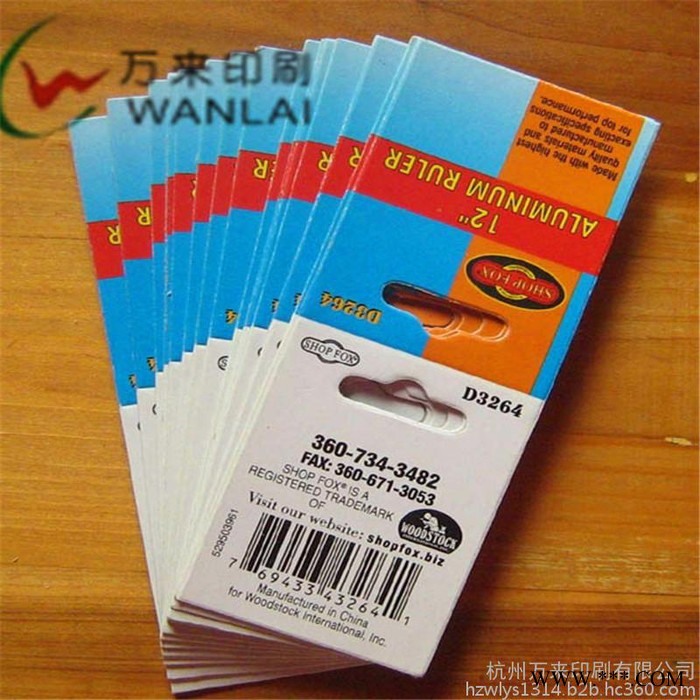 万来印刷
WANLAI
Made with the highest
quality materials and
manufactured to
exacting specifications
for top performance.
12"
ALUMINUM RULER
SHOP FOX
D3264
SHOP FOX®
D3264
360-734-3482
FAX: 360-671-3053
SHOP FOX® IS A
REGISTERED TRADEMARK
OF
WOODSTOCK
Visit our website: shopfox.biz
529503961
7 69433 43264 1
Manufactured in China
for Woodstock International, Inc.
杭州万来印刷有限公司
www.***.COM
hzwlys1314.b2b.hc360.com